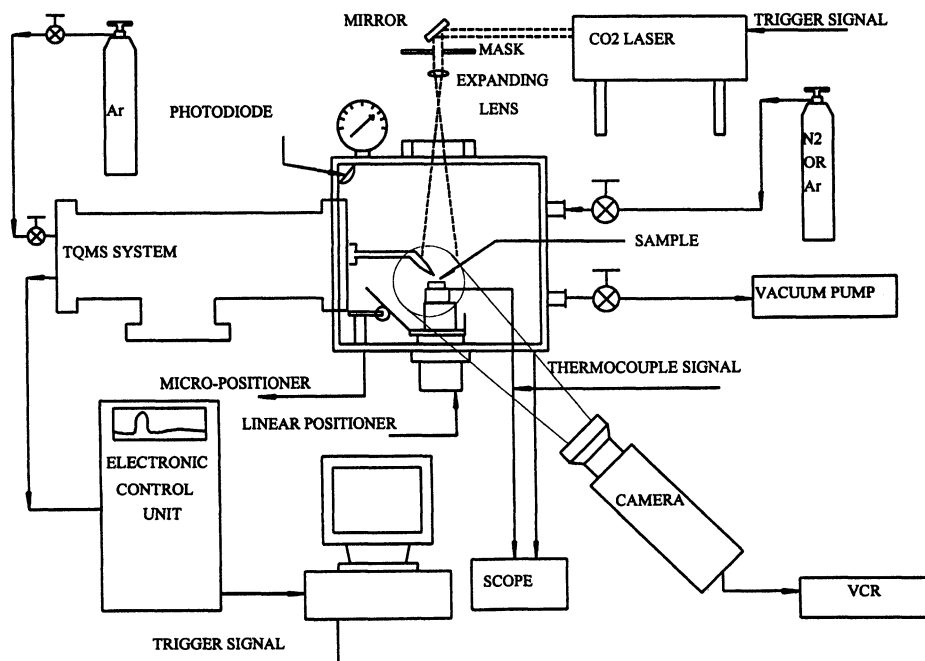 MIRROR
TRIGGER SIGNAL
CO2 LASER
MASK
EXPANDING
LENS
PHOTODIODE
Ar
N2
OR
Ar
TQMS SYSTEM
SAMPLE
VACUUM PUMP
THERMOCOUPLE SIGNAL
MICRO-POSITIONER
LINEAR POSITIONER
ELECTRONIC
CONTROL
UNIT
CAMERA
SCOPE
VCR
TRIGGER SIGNAL